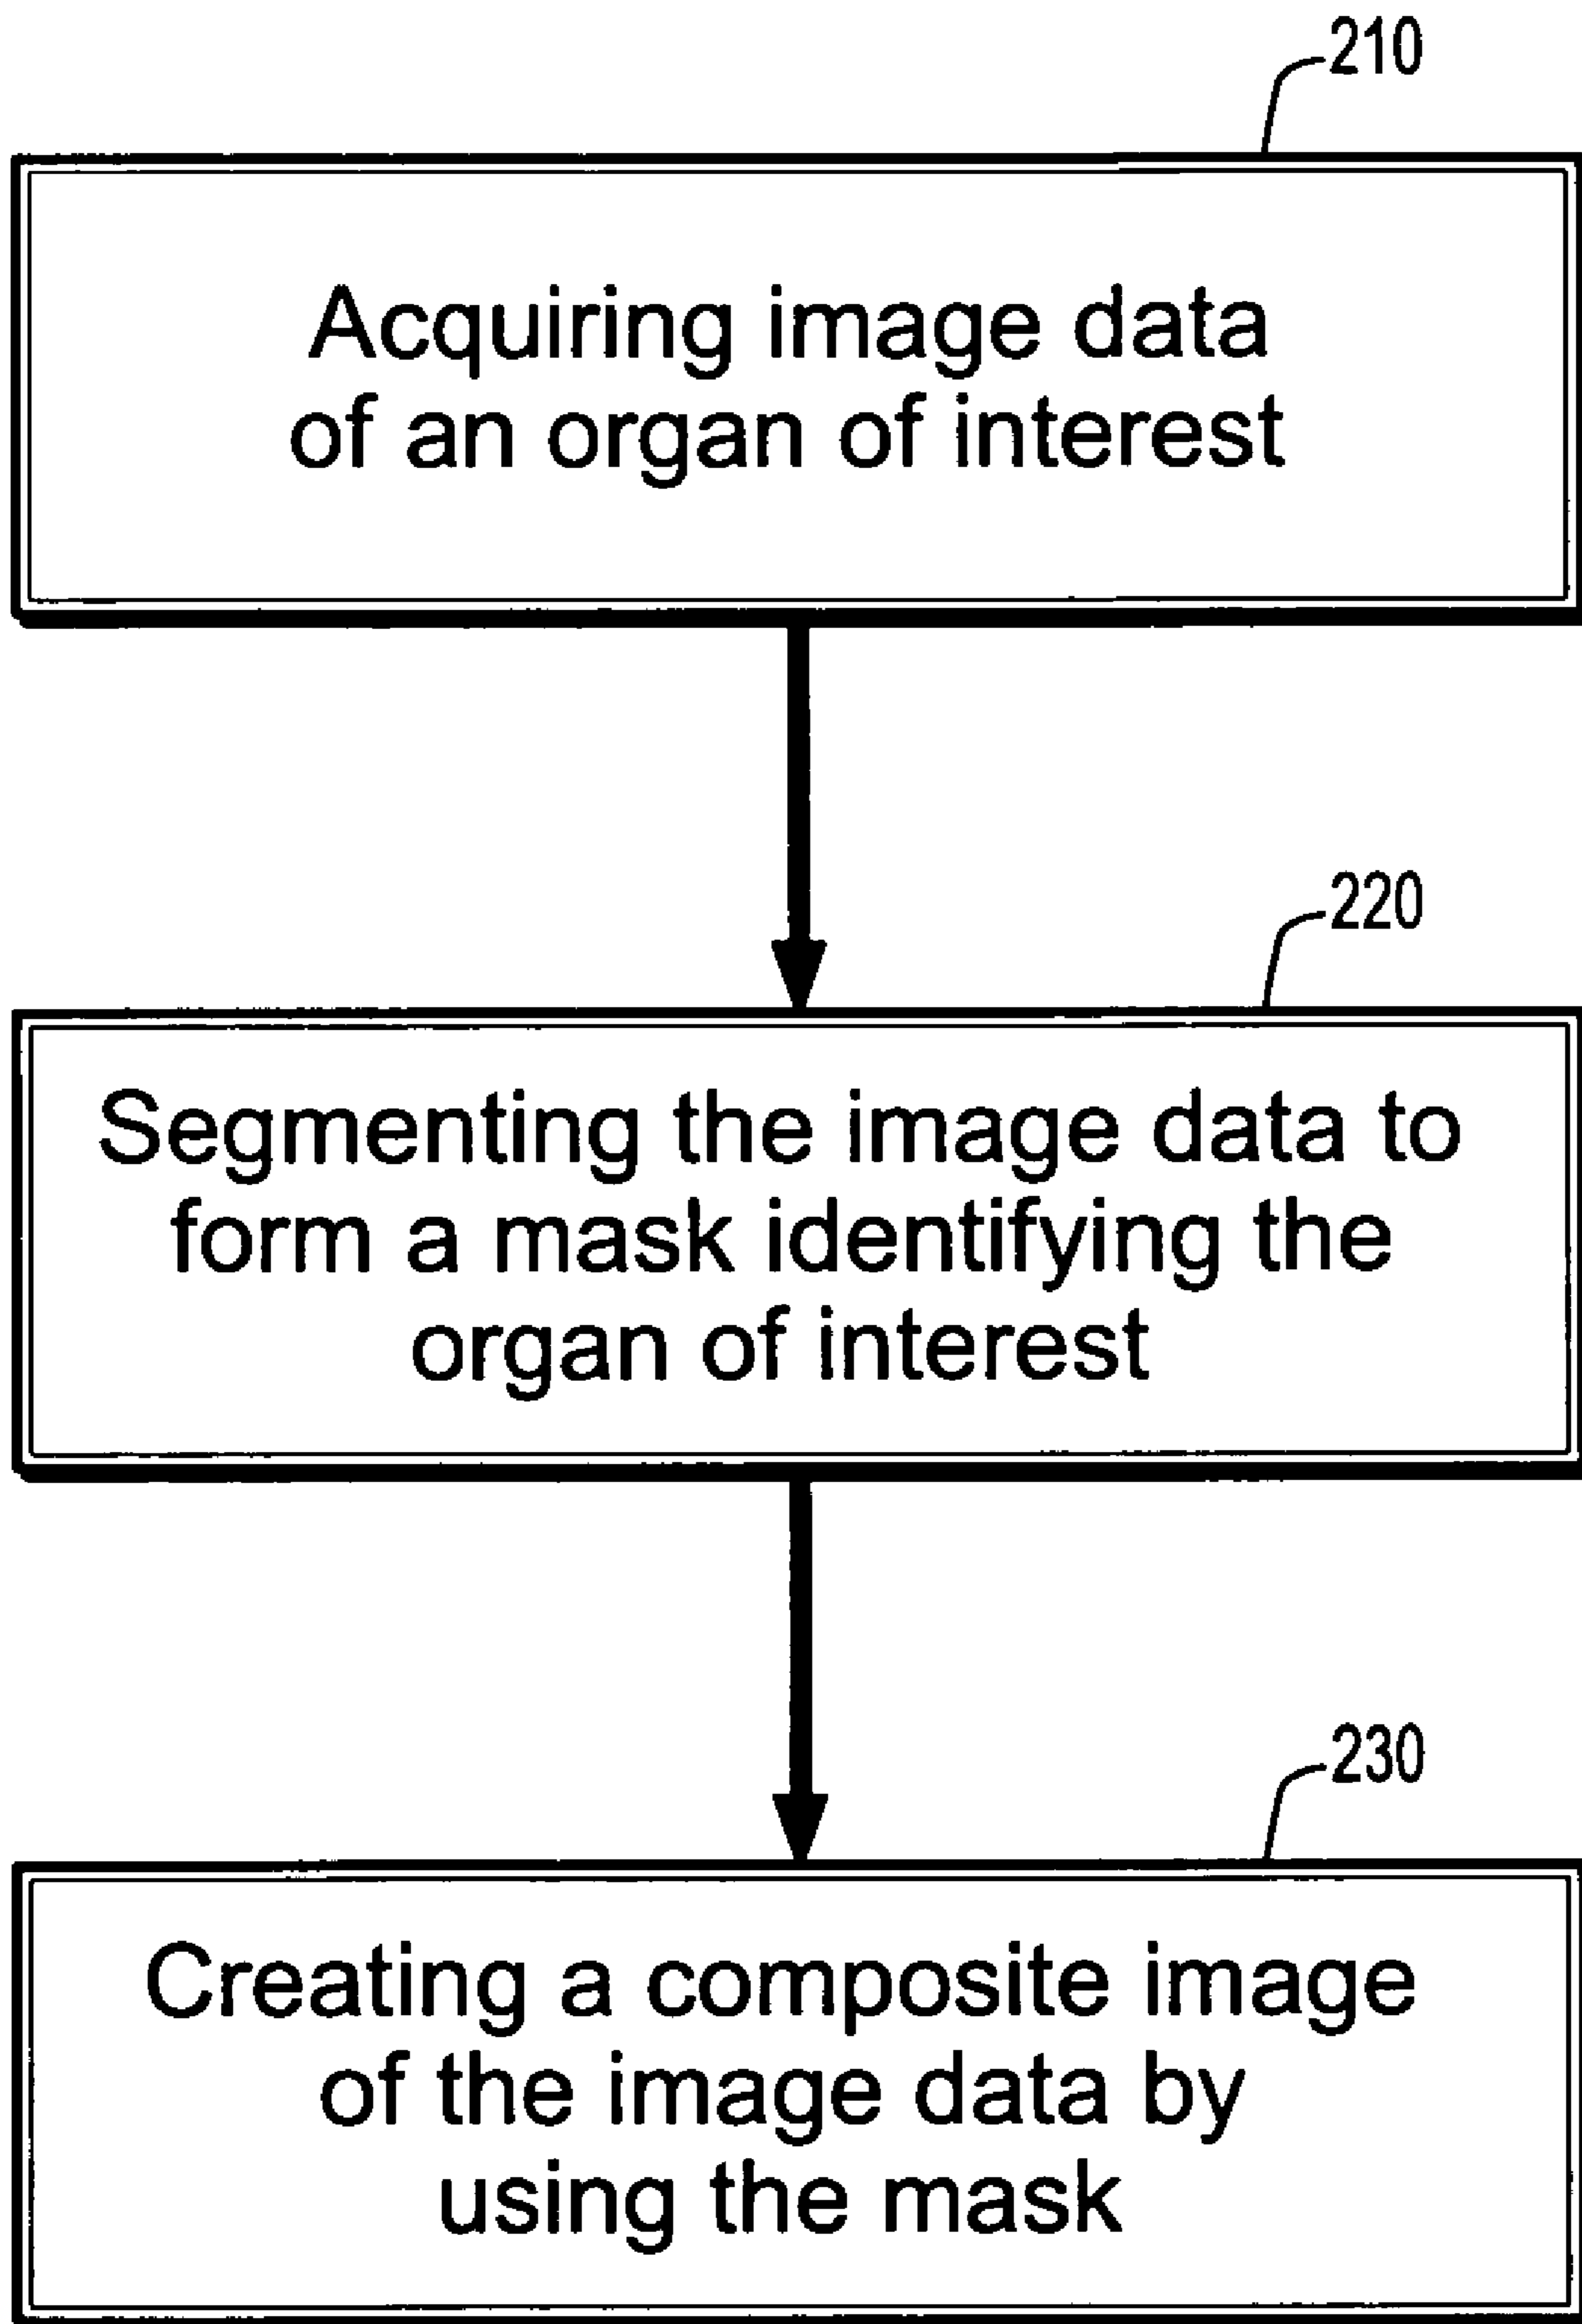 210
Acquiring image data
of an organ of interest
220
Segmenting the image data to
form a mask identifying the
organ of interest
230
Creating a composite image
of the image data by
using the mask